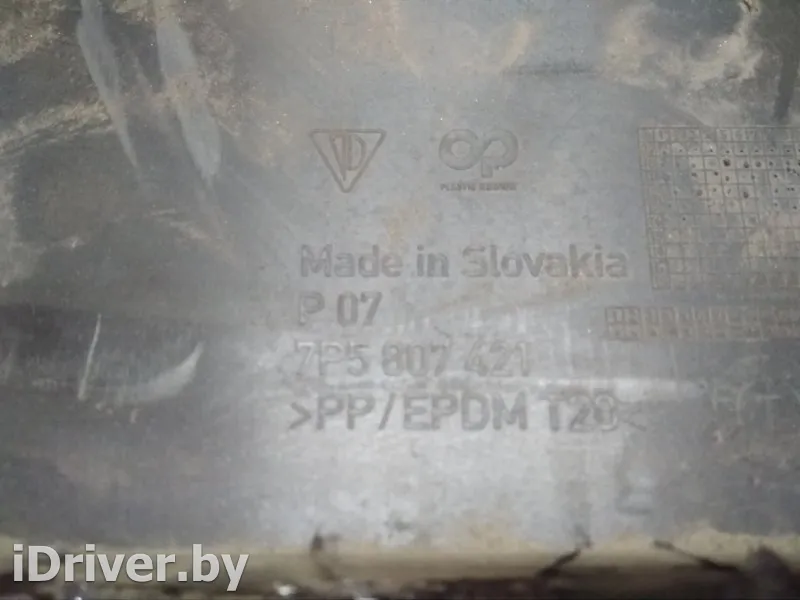 Made in Slovakia
P 07
7P5 807 421
>PP/EPDM T20<
iDriver.by